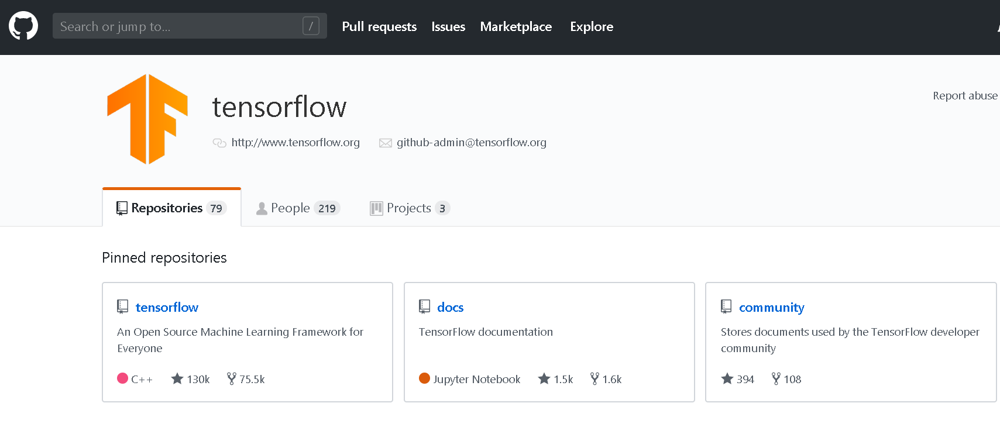 Search or jump to... /
Pull requests Issues Marketplace Explore
tensorflow
Report abuse
http://www.tensorflow.org github-admin@tensorflow.org
Repositories 79 People 219 Projects 3
Pinned repositories
tensorflow
An Open Source Machine Learning Framework for
Everyone
C++ 130k 75.5k
docs
TensorFlow documentation
Jupyter Notebook 1.5k 1.6k
community
Stores documents used by the TensorFlow developer
community
394 108